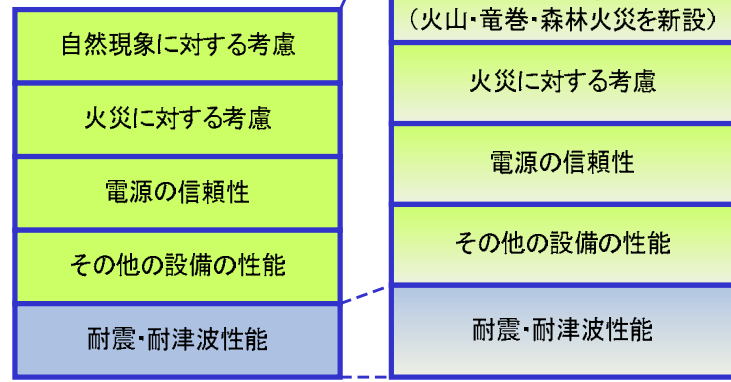 自然現象に対する考慮
火災に対する考慮
電源の信頼性
その他の設備の性能
耐震・耐津波性能
（火山・竜巻・森林火災を新設）
火災に対する考慮
電源の信頼性
その他の設備の性能
耐震・耐津波性能